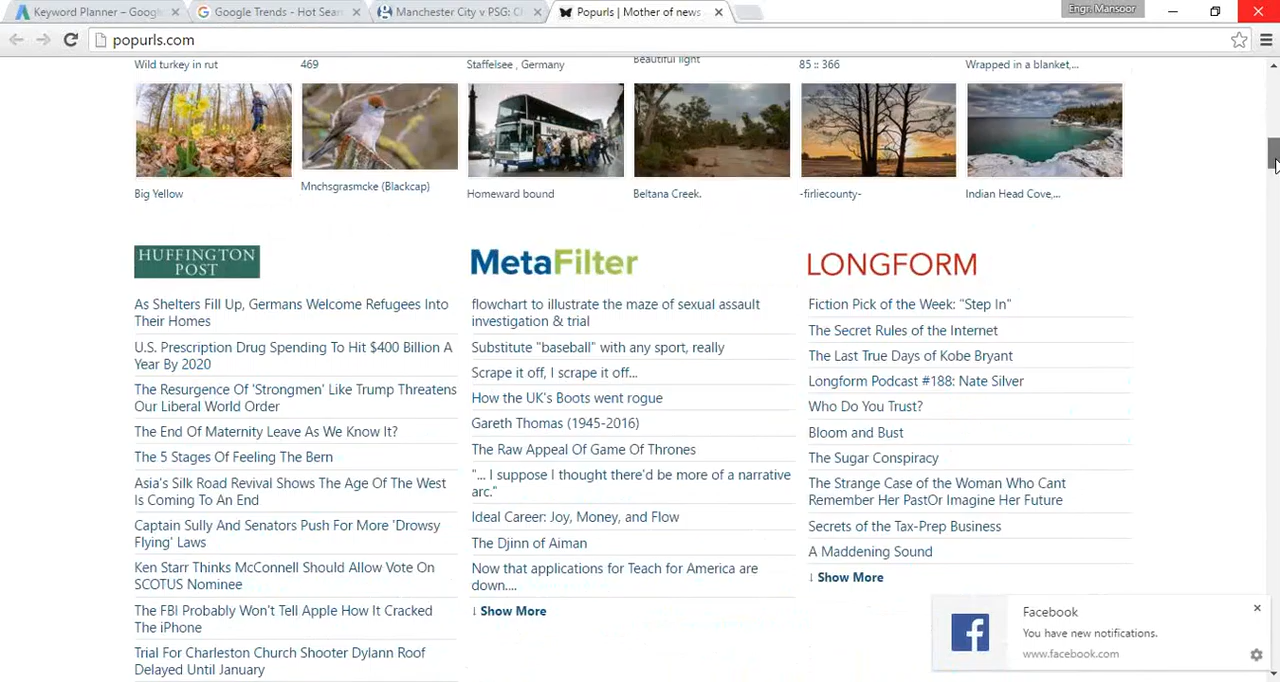 Keyword Planner – Goog
Google Trends - Hot Sear
Manchester City v PSG: C
Popurls | Mother of news
Engr. Mansoor
popurls.com
Wild turkey in rut
469
Staffelsee , Germany
Beautiful light
85 :: 366
Wrapped in a blanket,...
Big Yellow
Mnchsgrasmcke (Blackcap)
Homeward bound
Beltana Creek.
-firliecounty-
Indian Head Cove,...
HUFFINGTON
POST
As Shelters Fill Up, Germans Welcome Refugees Into
Their Homes
U.S. Prescription Drug Spending To Hit $400 Billion A
Year By 2020
The Resurgence Of 'Strongmen' Like Trump Threatens
Our Liberal World Order
The End Of Maternity Leave As We Know It?
The 5 Stages Of Feeling The Bern
Asia's Silk Road Revival Shows The Age Of The West
Is Coming To An End
Captain Sully And Senators Push For More 'Drowsy
Flying' Laws
Ken Starr Thinks McConnell Should Allow Vote On
SCOTUS Nominee
The FBI Probably Won't Tell Apple How It Cracked
The iPhone
Trial For Charleston Church Shooter Dylann Roof
Delayed Until January
MetaFilter
flowchart to illustrate the maze of sexual assault
investigation & trial
Substitute "baseball" with any sport, really
Scrape it off, I scrape it off...
How the UK's Boots went rogue
Gareth Thomas (1945-2016)
The Raw Appeal Of Game Of Thrones
"... I suppose I thought there'd be more of a narrative
arc."
Ideal Career: Joy, Money, and Flow
The Djinn of Aiman
Now that applications for Teach for America are
down....
↓ Show More
LONGFORM
Fiction Pick of the Week: "Step In"
The Secret Rules of the Internet
The Last True Days of Kobe Bryant
Longform Podcast #188: Nate Silver
Who Do You Trust?
Bloom and Bust
The Sugar Conspiracy
The Strange Case of the Woman Who Cant
Remember Her PastOr Imagine Her Future
Secrets of the Tax-Prep Business
A Maddening Sound
↓ Show More
Facebook
You have new notifications.
www.facebook.com